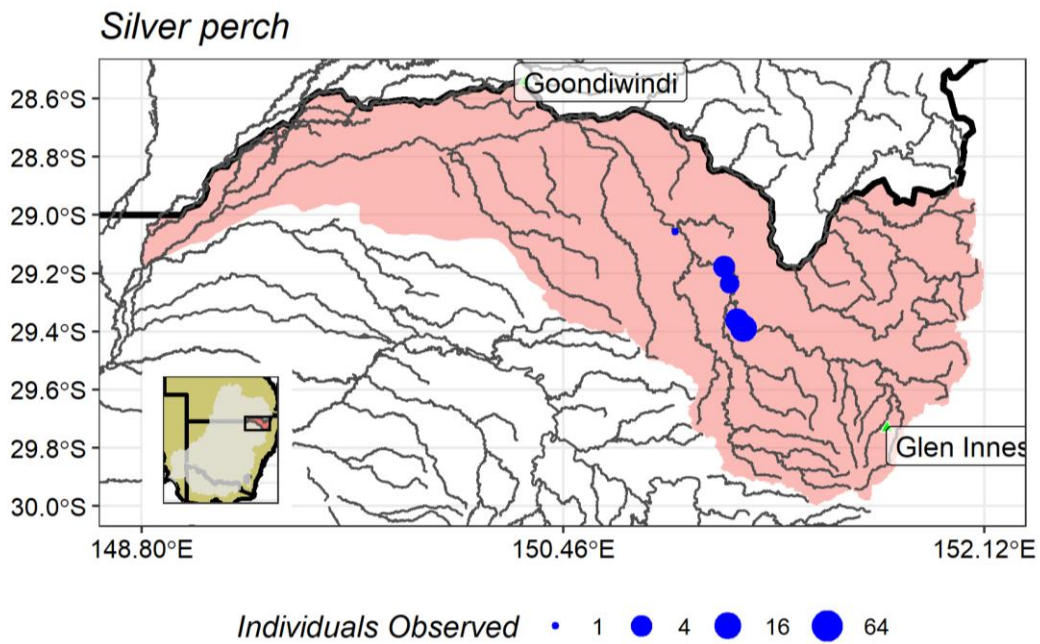 Silver perch
Goondiwindi
28.6°S
28.8°S
29.0°S
29.2°S
29.4°S
29.6°S
29.8°S
30.0°S
Glen Innes
148.80°E
150.46°E
152.12°E
Individuals Observed 1 4 16 64